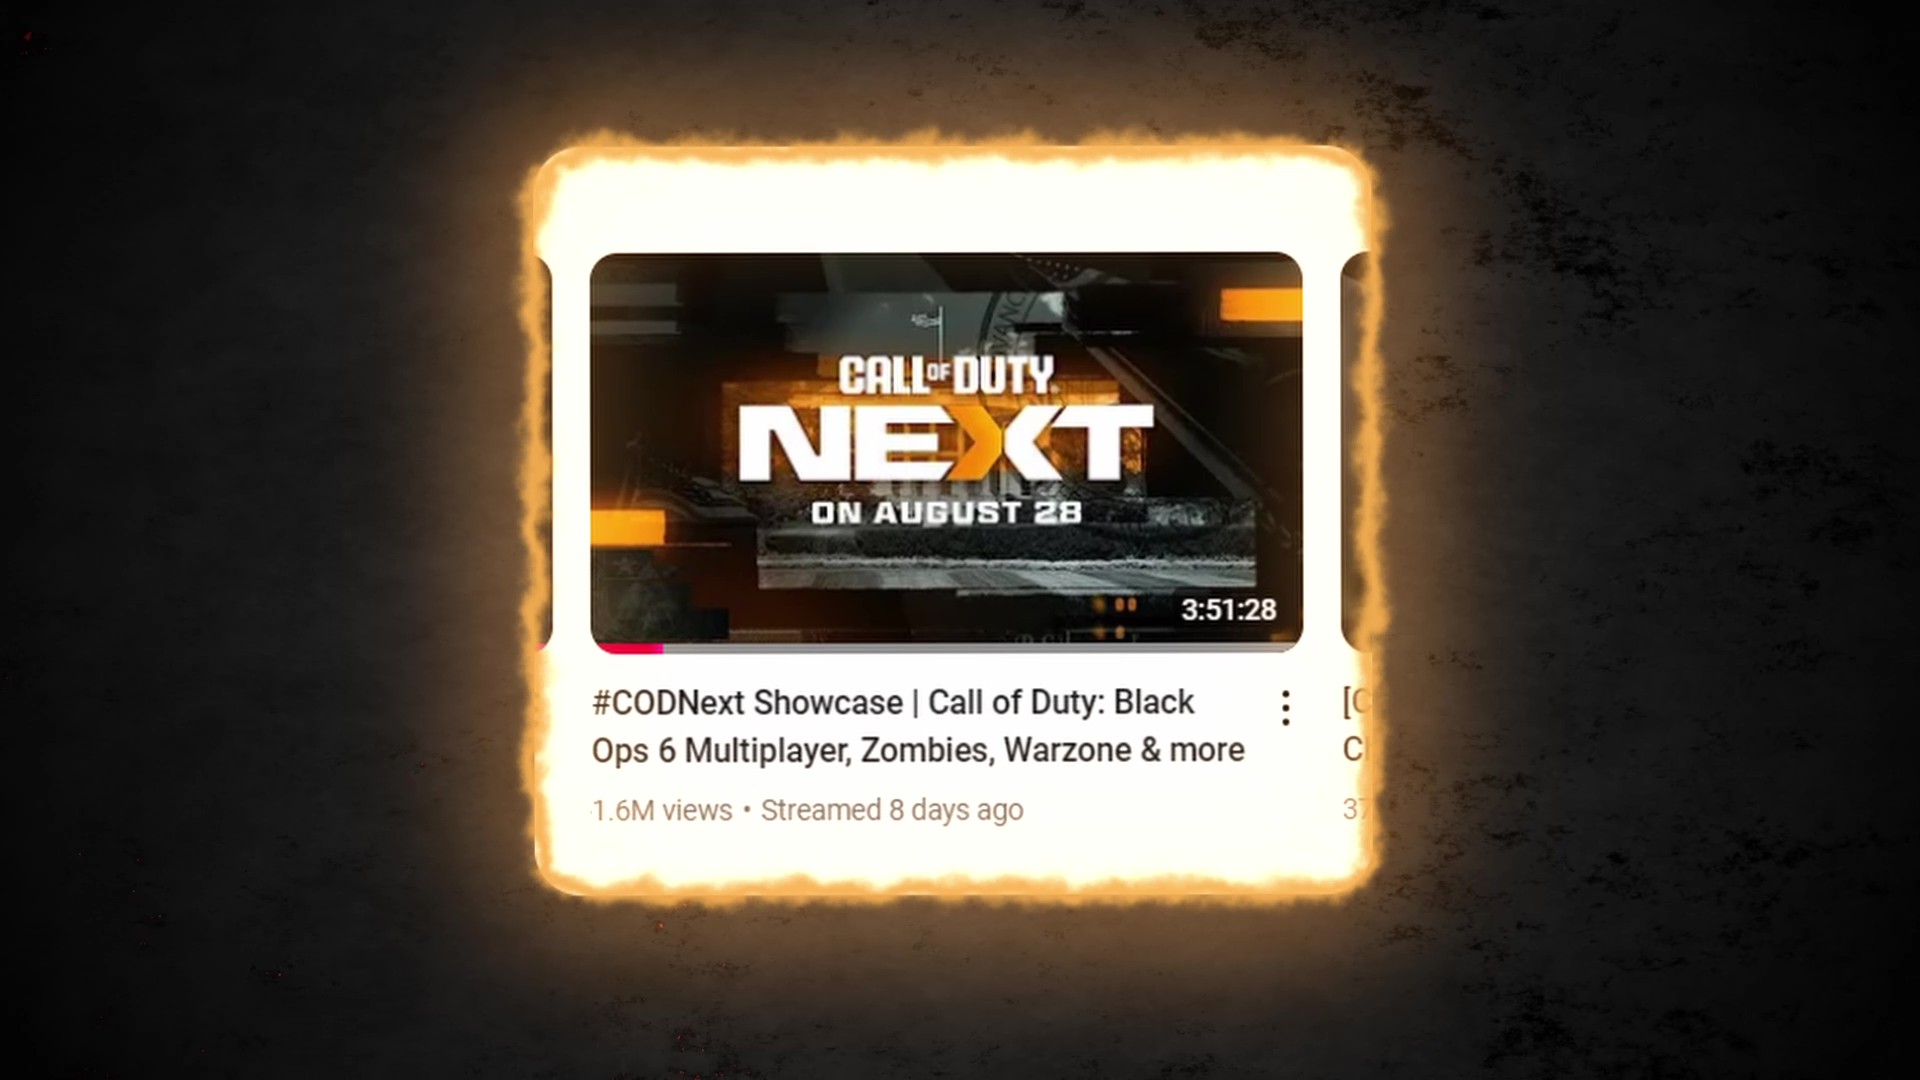 CALL OF DUTY
NEXT
ON AUGUST 28
3:51:28
#CODNext Showcase | Call of Duty: Black
Ops 6 Multiplayer, Zombies, Warzone & more
1.6M views • Streamed 8 days ago
[C
C
37